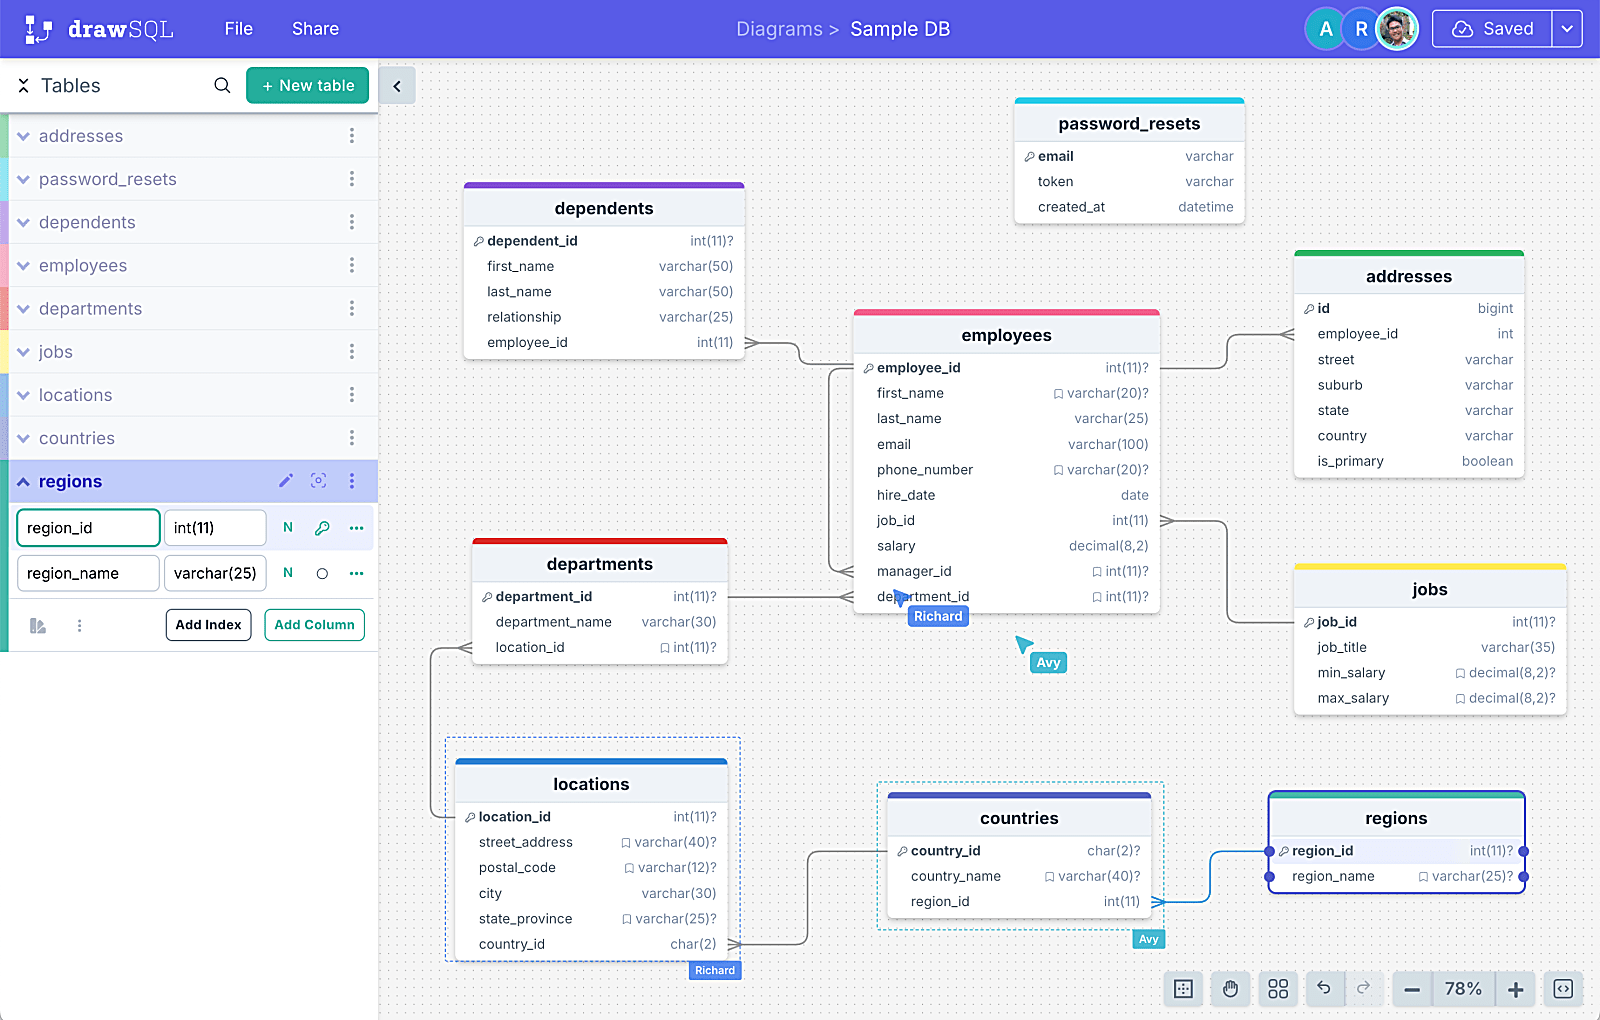 drawSQL
File
Share
Diagrams > Sample DB
A
R
Saved
Tables
+ New table
addresses
password_resets
dependents
employees
departments
jobs
locations
countries
regions
region_id int(11) N
region_name varchar(25) N
Add Index
Add Column
password_resets
email varchar
token varchar
created_at datetime
dependents
dependent_id int(11)?
first_name varchar(50)
last_name varchar(50)
relationship varchar(25)
employee_id int(11)
addresses
id bigint
employee_id int
street varchar
suburb varchar
state varchar
country varchar
is_primary boolean
employees
employee_id int(11)?
first_name varchar(20)?
last_name varchar(25)
email varchar(100)
phone_number varchar(20)?
hire_date date
job_id int(11)
salary decimal(8,2)
manager_id int(11)?
department_id int(11)?
Richard
Avy
departments
department_id int(11)?
department_name varchar(30)
location_id int(11)?
jobs
job_id int(11)?
job_title varchar(35)
min_salary decimal(8,2)?
max_salary decimal(8,2)?
locations
location_id int(11)?
street_address varchar(40)?
postal_code varchar(12)?
city varchar(30)
state_province varchar(25)?
country_id char(2)
Richard
countries
country_id char(2)?
country_name varchar(40)?
region_id int(11)
Avy
regions
region_id int(11)?
region_name varchar(25)?
78%